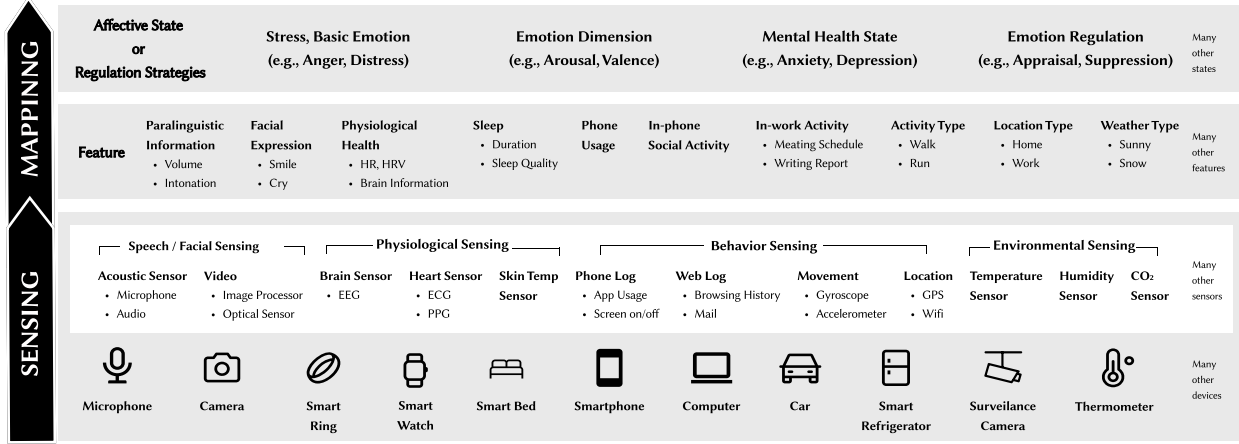 MAPPINNG
SENSING
Affective State
or
Regulation Strategies
Stress, Basic Emotion
(e.g., Anger, Distress)
Emotion Dimension
(e.g., Arousal, Valence)
Mental Health State
(e.g., Anxiety, Depression)
Emotion Regulation
(e.g., Appraisal, Suppression)
Many
other
states
Feature
Paralinguistic
Information
• Volume
• Intonation
Facial
Expression
• Smile
• Cry
Physiological
Health
• HR, HRV
• Brain Information
Sleep
• Duration
• Sleep Quality
Phone
Usage
In-phone
Social Activity
In-work Activity
• Meating Schedule
• Writing Report
Activity Type
• Walk
• Run
Location Type
• Home
• Work
Weather Type
• Sunny
• Snow
Many
other
features
Speech / Facial Sensing
Acoustic Sensor
• Microphone
• Audio
Video
• Image Processor
• Optical Sensor
Physiological Sensing
Brain Sensor
• EEG
Heart Sensor
• ECG
• PPG
Skin Temp
Sensor
Behavior Sensing
Phone Log
• App Usage
• Screen on/off
Web Log
• Browsing History
• Mail
Movement
• Gyroscope
• Accelerometer
Location
• GPS
• Wifi
Environmental Sensing
Temperature
Sensor
Humidity
Sensor
CO₂
Sensor
Many
other
sensors
Microphone
Camera
Smart
Ring
Smart
Watch
Smart Bed
Smartphone
Computer
Car
Smart
Refrigerator
Surveilance
Camera
Thermometer
Many
other
devices